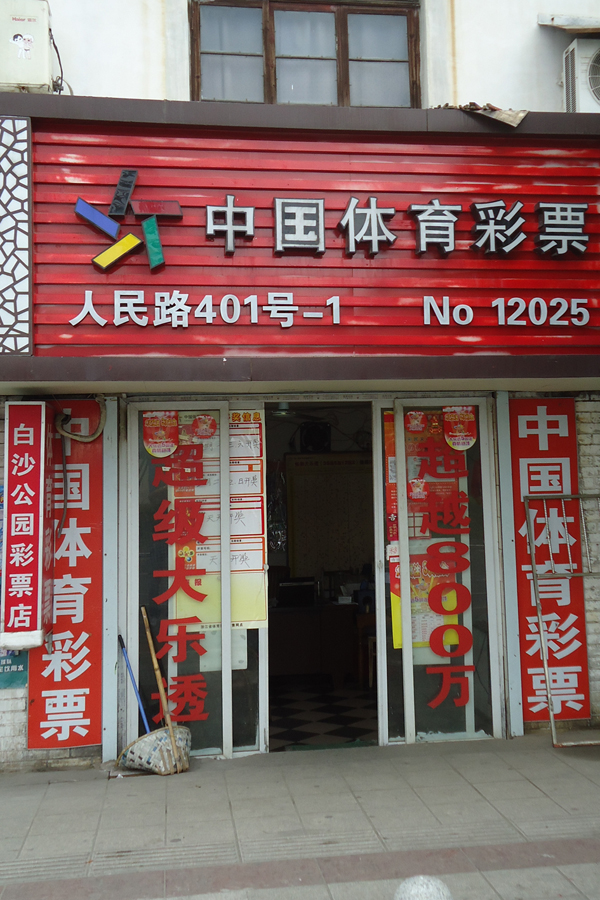 中国体育彩票
人民路401号-1 No 12025
白沙公园彩票店
中国体育彩票
超级大乐透
超越800万
中国体育彩票